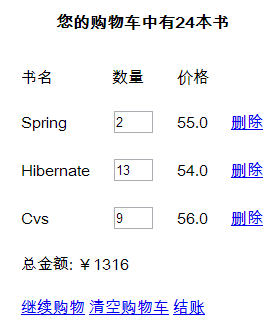 您的购物车中有24本书
书名 数量 价格
Spring 2 55.0 删除
Hibernate 13 54.0 删除
Cvs 9 56.0 删除
总金额: ￥1316
继续购物 清空购物车 结账